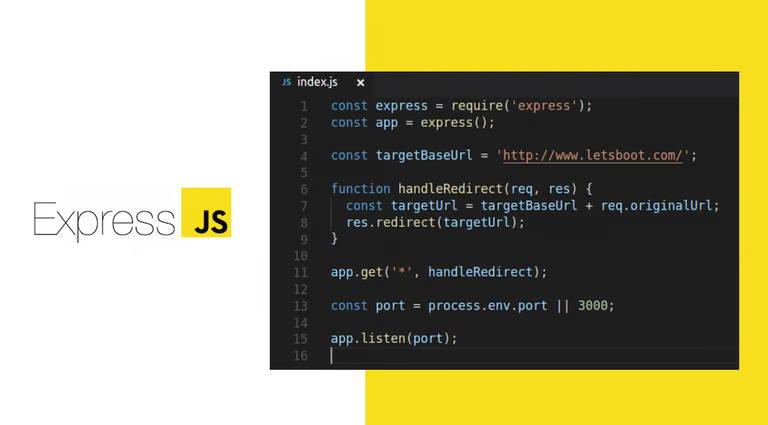 Express JS
JS index.js ×
1 const express = require('express');
2 const app = express();
3
4 const targetBaseUrl = 'http://www.letsboot.com/';
5
6 function handleRedirect(req, res) {
7   const targetUrl = targetBaseUrl + req.originalUrl;
8   res.redirect(targetUrl);
9 }
10
11 app.get('*', handleRedirect);
12
13 const port = process.env.port || 3000;
14
15 app.listen(port);
16